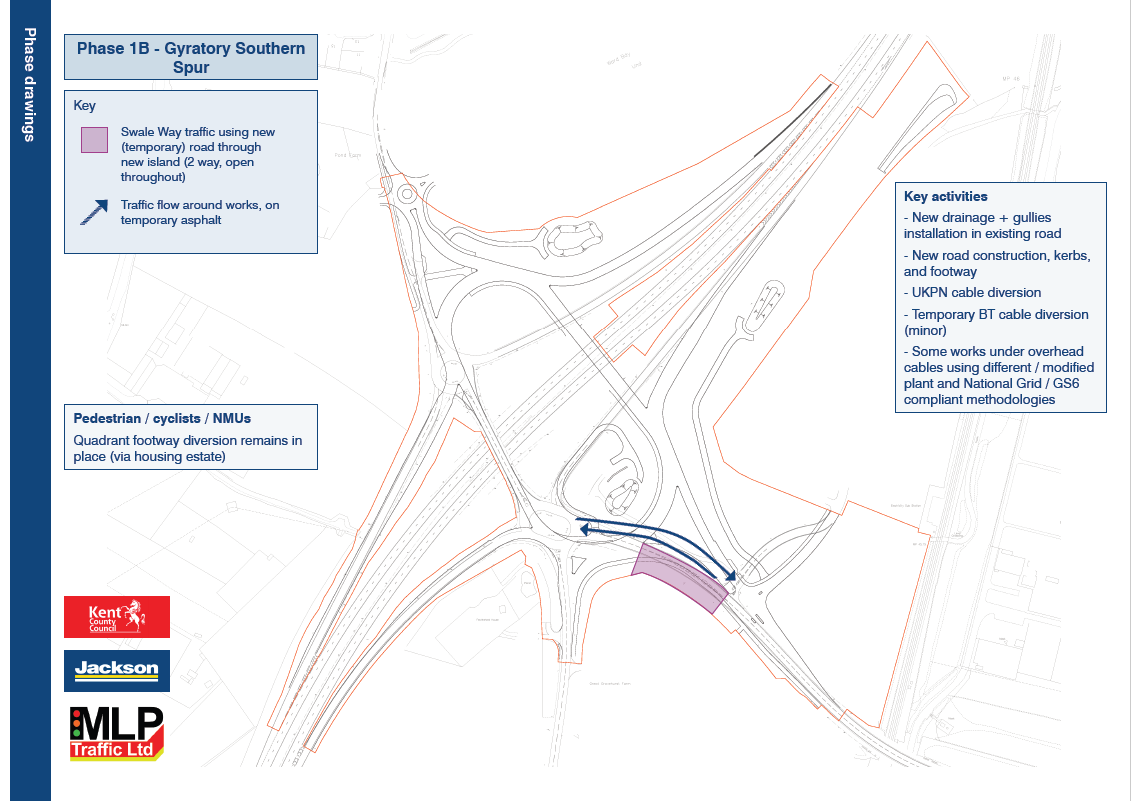 Phase drawings
Phase 1B - Gyratory Southern
Spur
Key
Swale Way traffic using new
(temporary) road through
new island (2 way, open
throughout)
Traffic flow around works, on
temporary asphalt
Key activities
- New drainage + gullies
installation in existing road
- New road construction, kerbs,
and footway
- UKPN cable diversion
- Temporary BT cable diversion
(minor)
- Some works under overhead
cables using different / modified
plant and National Grid / GS6
compliant methodologies
Pedestrian / cyclists / NMUs
Quadrant footway diversion remains in
place (via housing estate)
Kent
County
Council
Jackson
MLP
Traffic Ltd